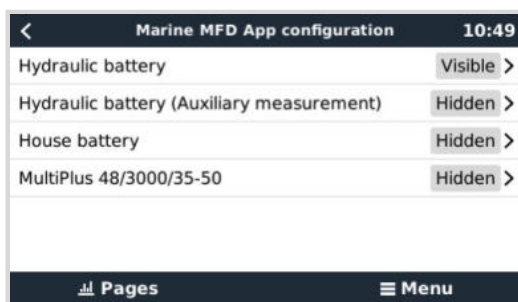 Marine MFD App configuration 10:49
Hydraulic battery Visible
Hydraulic battery (Auxiliary measurement) Hidden
House battery Hidden
MultiPlus 48/3000/35-50 Hidden
Pages Menu